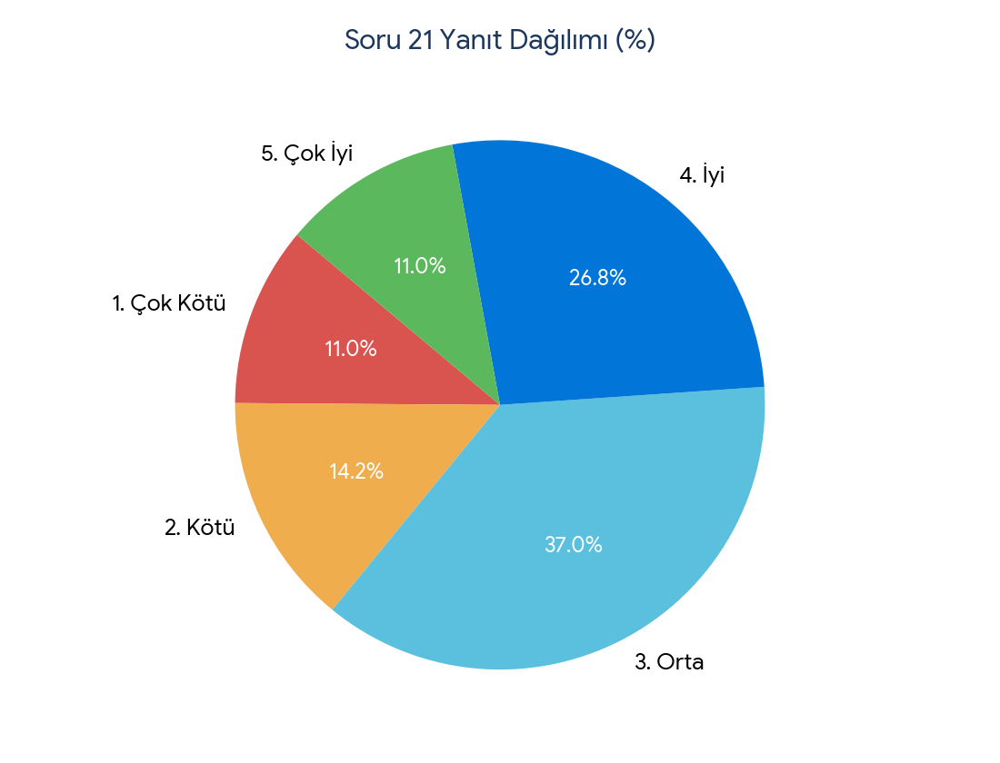 Soru 21 Yanıt Dağılımı (%)
5. Çok İyi
4. İyi
11.0%
26.8%
1. Çok Kötü
11.0%
14.2%
2. Kötü
37.0%
3. Orta